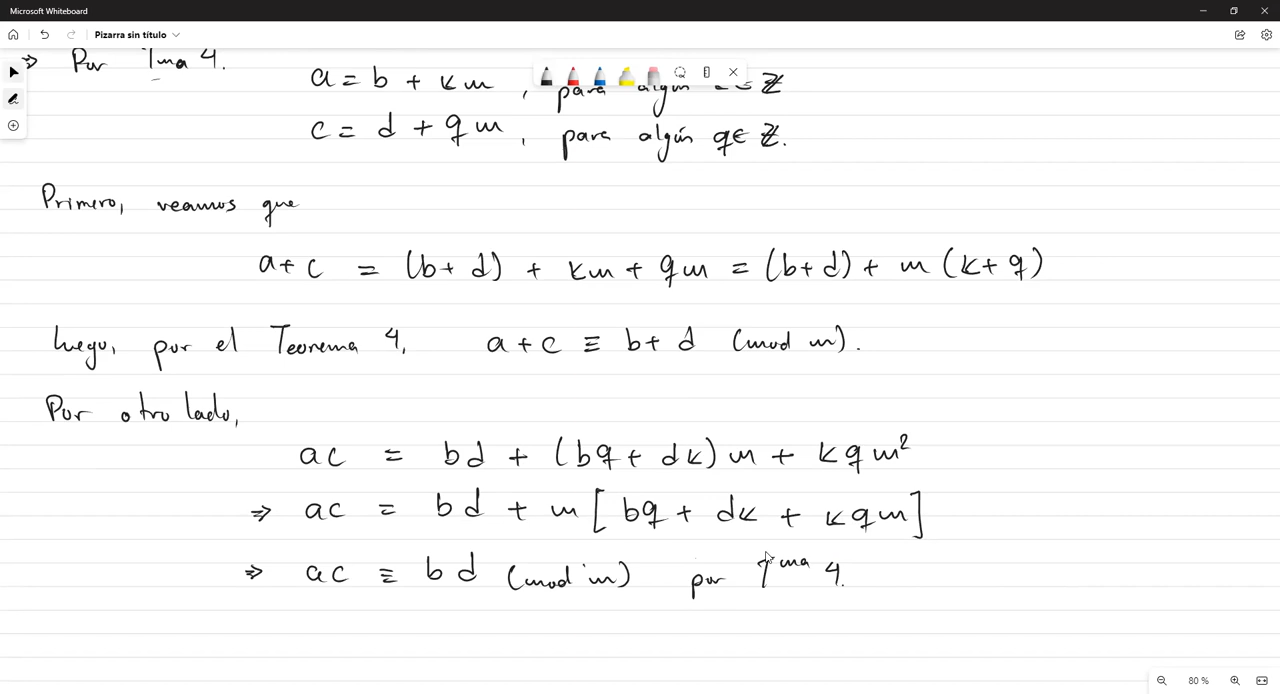 Microsoft Whiteboard
Pizarra sin título
⇒ Por Tma 4.
a = b + km , para algún ∈ ℤ
c = d + qm , para algún q ∈ ℤ.
Primero, veamos que
a+c = (b+d) + km + qm = (b+d) + m (k+q)
luego, por el Teorema 4, a+c ≡ b+d (mod m).
Por otro lado,
ac = bd + (bq + dk) m + kqm²
⇒ ac = bd + m [bq + dk + kqm]
⇒ ac ≡ bd (mod m) por Tma 4.
80 %